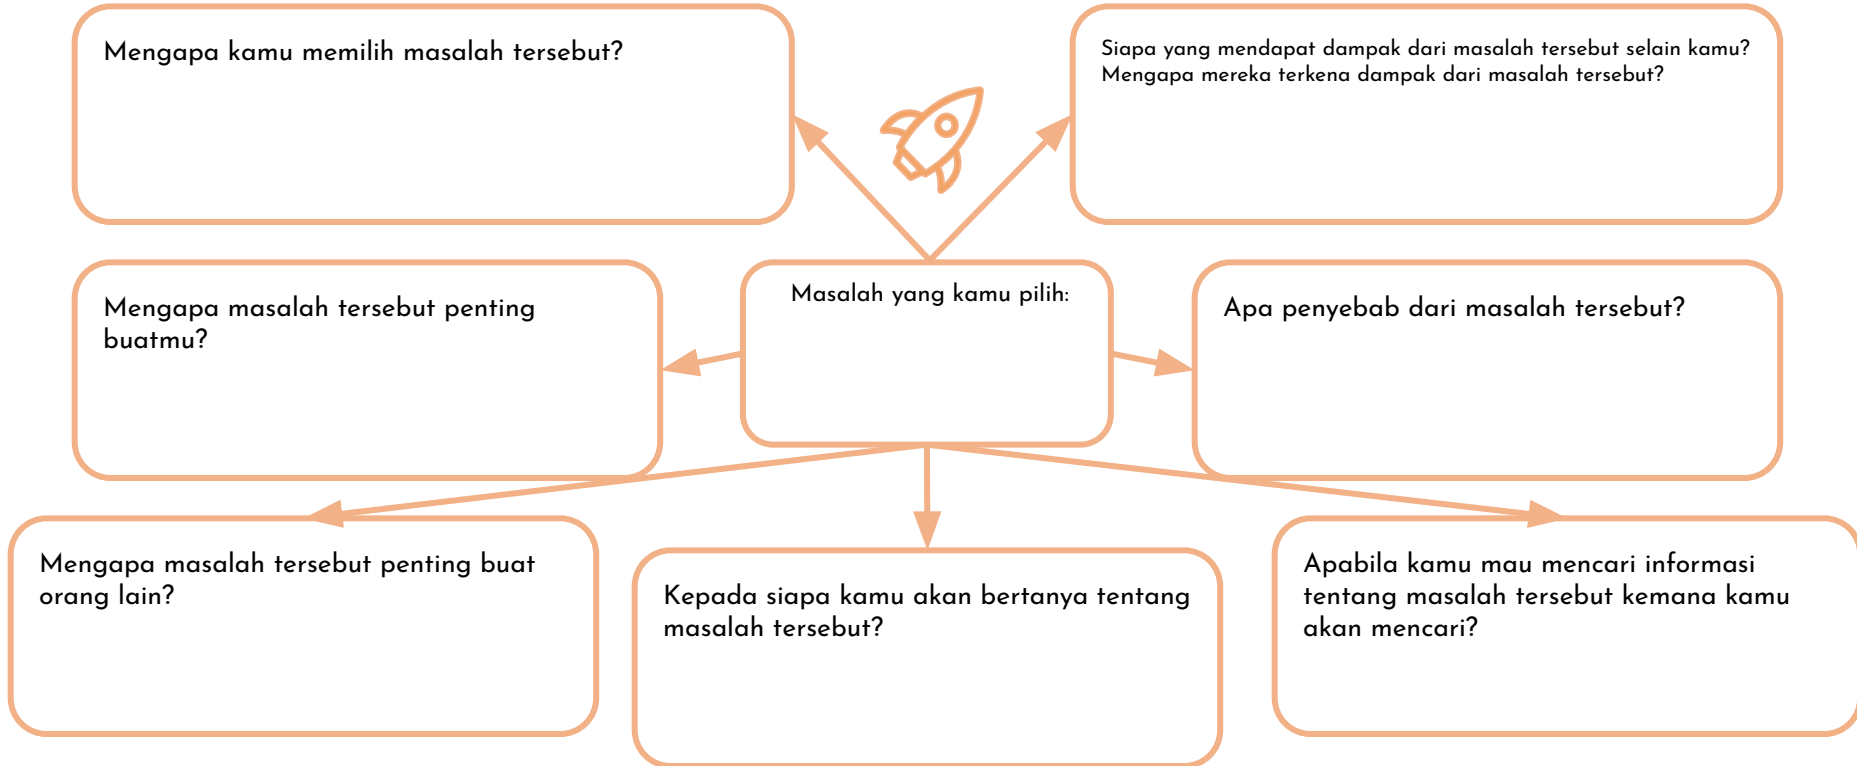 Mengapa kamu memilih masalah tersebut?
Siapa yang mendapat dampak dari masalah tersebut selain kamu?
Mengapa mereka terkena dampak dari masalah tersebut?
Mengapa masalah tersebut penting
buatmu?
Masalah yang kamu pilih:
Apa penyebab dari masalah tersebut?
Mengapa masalah tersebut penting buat
orang lain?
Kepada siapa kamu akan bertanya tentang
masalah tersebut?
Apabila kamu mau mencari informasi
tentang masalah tersebut kemana kamu
akan mencari?